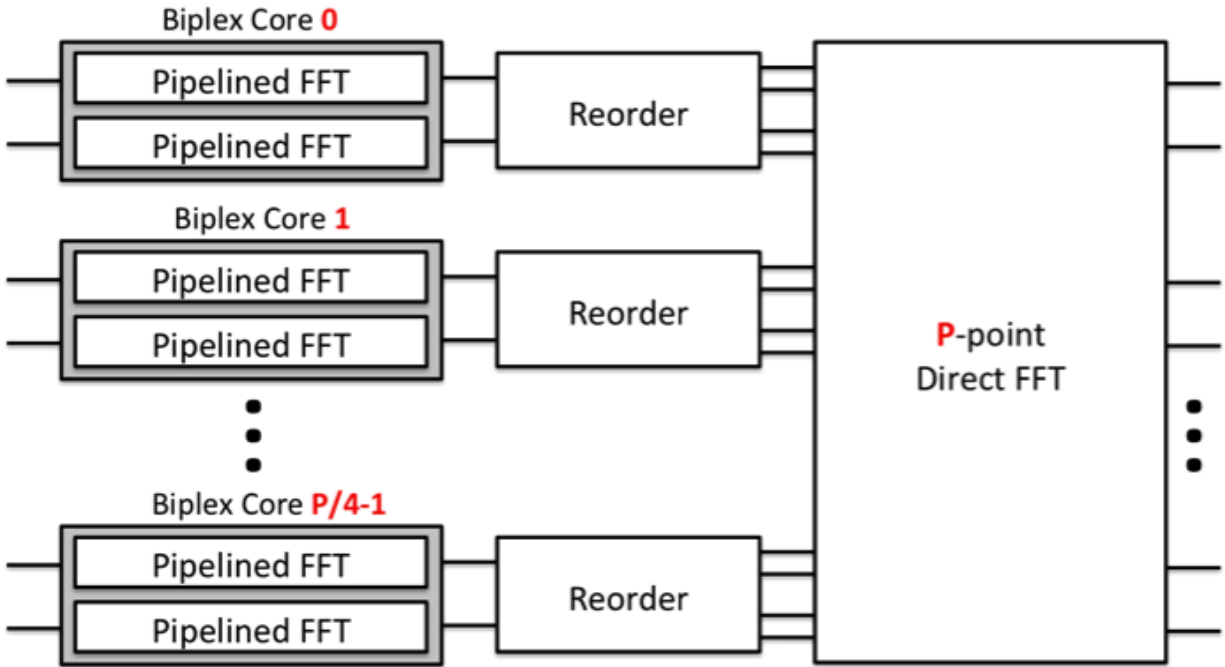 Biplex Core 0
Pipelined FFT
Pipelined FFT
Reorder
Biplex Core 1
Pipelined FFT
Pipelined FFT
Reorder
P-point
Direct FFT
Biplex Core P/4-1
Pipelined FFT
Pipelined FFT
Reorder